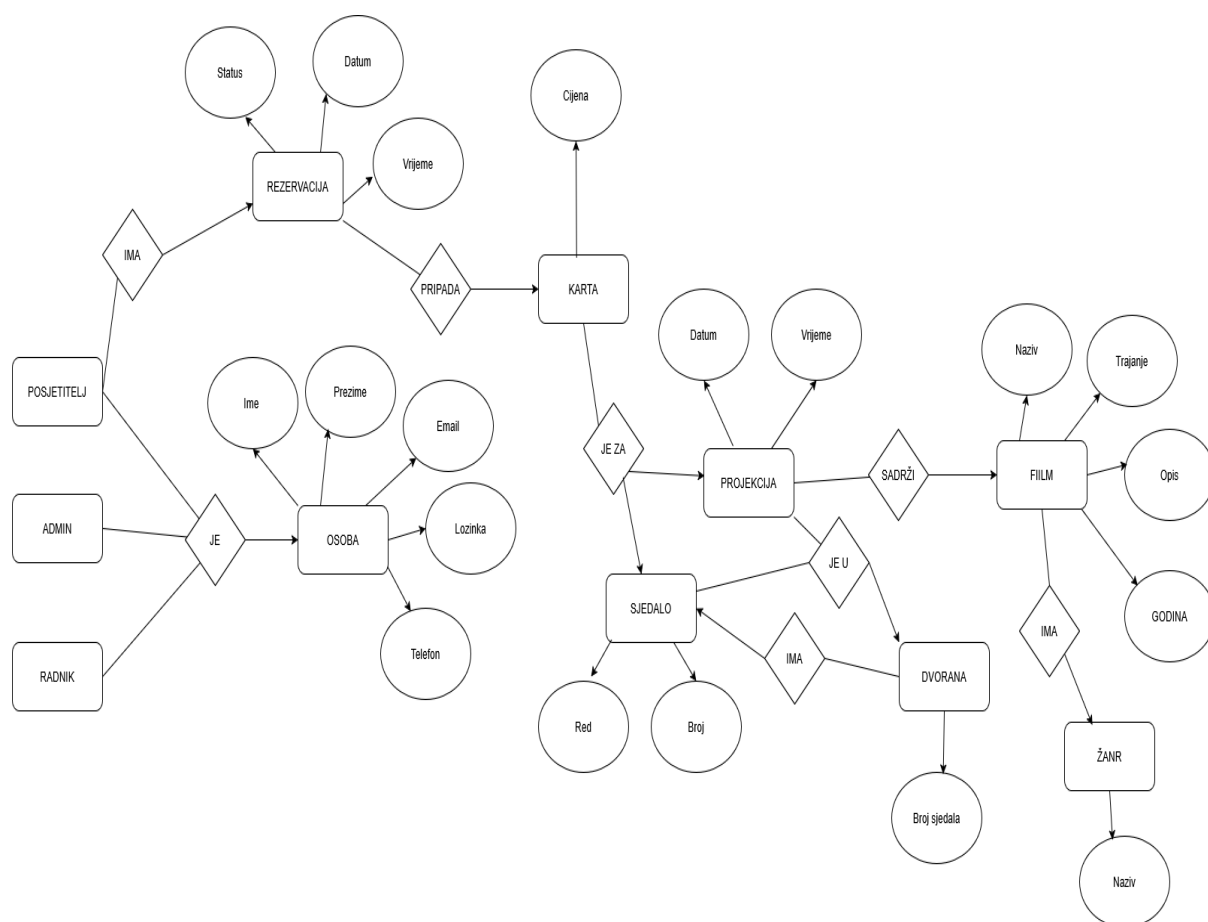 Status
Datum
Cijena
Vrijeme
REZERVACIJA
IMA
PRIPADA
KARTA
Datum
Vrijeme
Naziv
Trajanje
POSJETITELJ
Ime
Prezime
Email
JE ZA
PROJEKCIJA
SADRŽI
FIILM
Opis
ADMIN
JE
OSOBA
Lozinka
JE U
SJEDALO
GODINA
IMA
Telefon
IMA
RADNIK
DVORANA
Red
Broj
ŽANR
Broj sjedala
Naziv